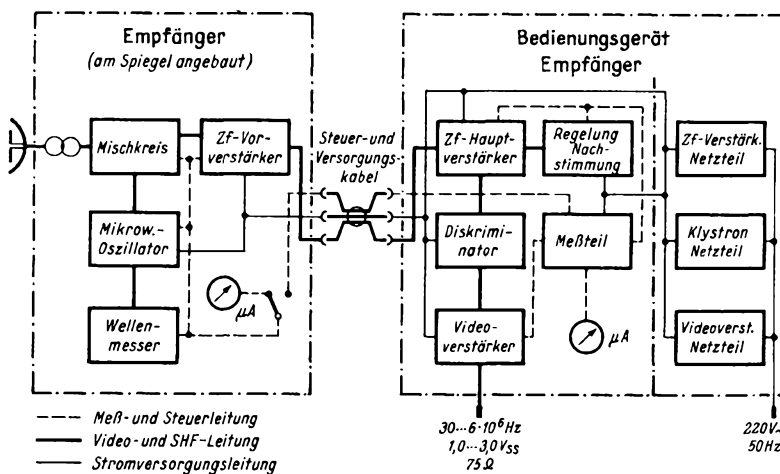 Empfänger
(am Spiegel angebaut)
Mischkreis
Zf-Vor-
verstärker
Mikrow.-
Oszillator
Wellen-
messer
μA
Steuer- und
Versorgungs-
kabel
Bedienungsgerät
Empfänger
Zf-Haupt-
verstärker
Regelung
Nach-
stimmung
Diskrimi-
nator
Meßteil
Video-
verstärker
μA
Zf-Verstärk.
Netzteil
Klystron
Netzteil
Videoverst.
Netzteil
Meß- und Steuerleitung
Video- und SHF-Leitung
Stromversorgungsleitung
30...6·10⁶Hz
1,0...3,0Vss
75 Ω
220V~
50Hz